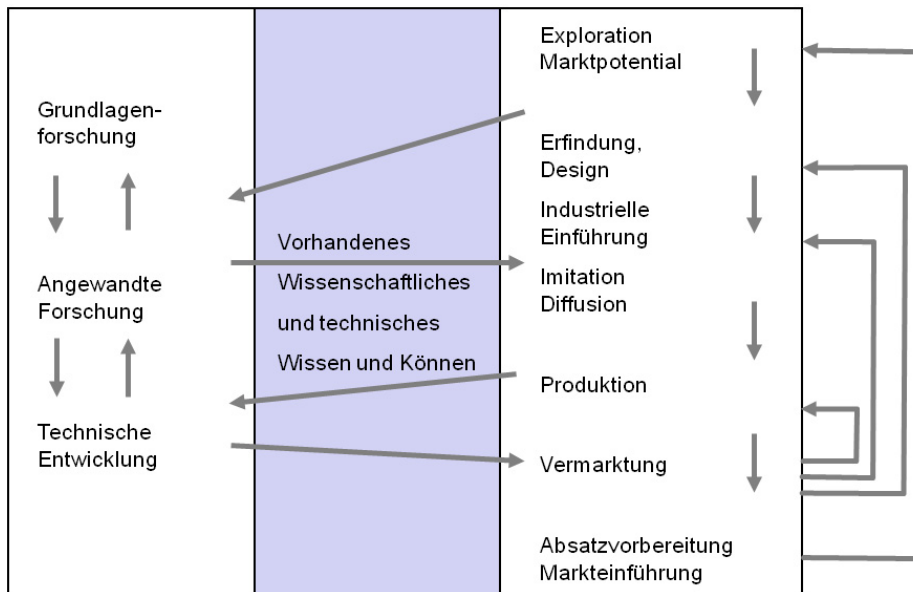 Grundlagen-
forschung
Angewandte
Forschung
Technische
Entwicklung
Vorhandenes
Wissenschaftliches
und technisches
Wissen und Können
Exploration
Marktpotential
Erfindung,
Design
Industrielle
Einführung
Imitation
Diffusion
Produktion
Vermarktung
Absatzvorbereitung
Markteinführung